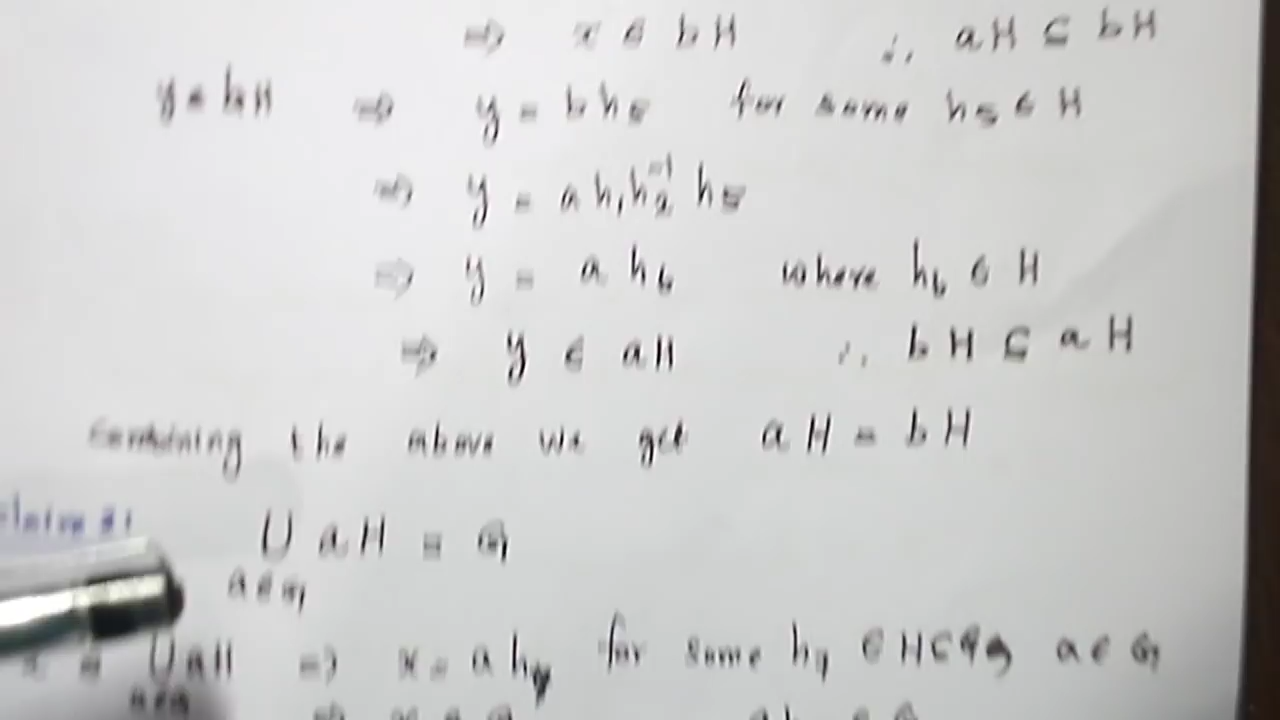 ⇒ x ∈ bH ∴ aH ⊆ bH
y ∈ bH ⇒ y = bh₅ for some h₅ ∈ H
⇒ y = ah₁h₂⁻¹h₅
⇒ y = ah₆ where h₆ ∈ H
⇒ y ∈ aH ∴ bH ⊆ aH
Combining the above we get aH = bH
∪ aH = G
a∈G
∪aH ⇒ x = ah₇ for some h₇ ∈ H⊂G, a ∈ G
a∈G